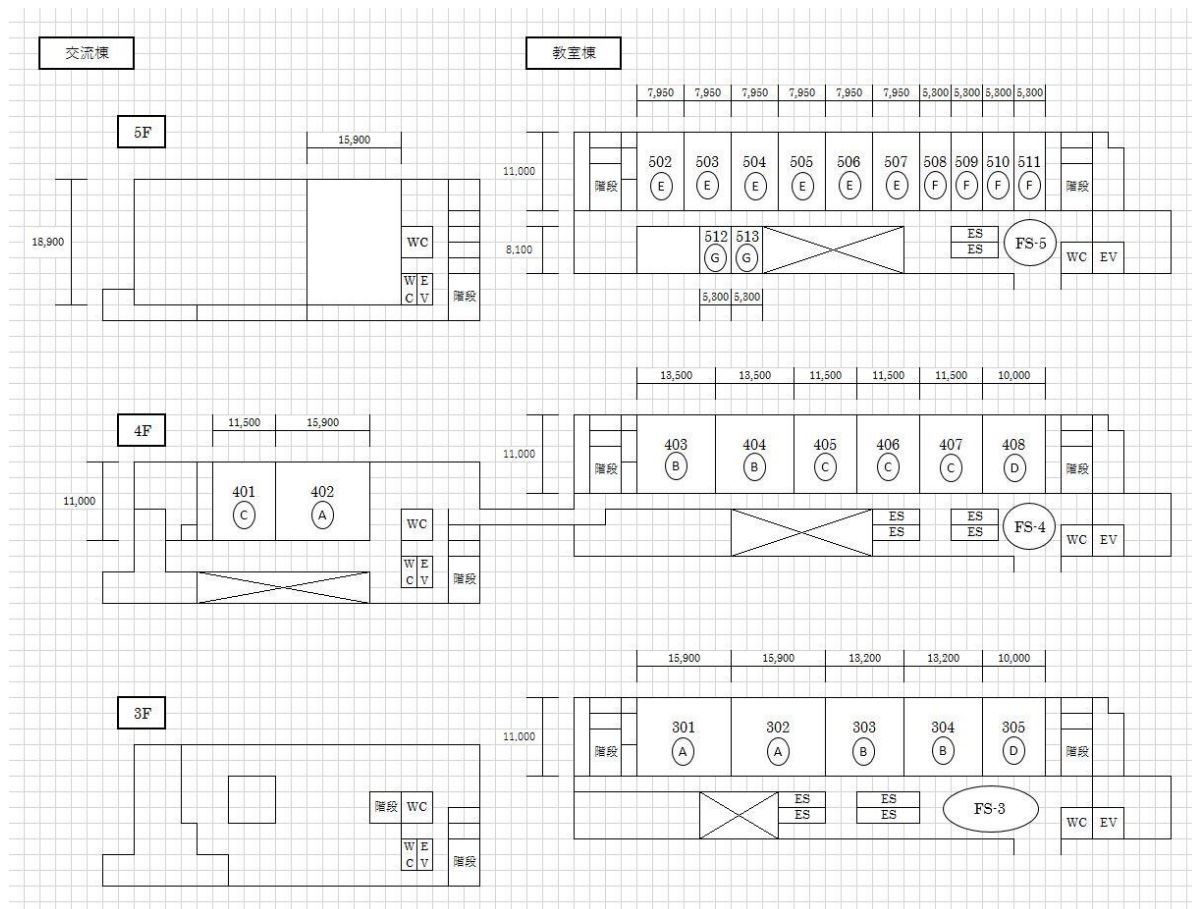 交流棟
教室棟
5F
15,900
18,900
WC
W E
C V
階段
7,950 7,950 7,950 7,950 7,950 7,950 5,300 5,300 5,300 5,300
11,000
8,100
階段
502 503 504 505 506 507 508 509 510 511
E E E E E E F F F F
階段
512 513
G G
ES
ES
FS-5
WC EV
5,300 5,300
4F
11,500 15,900
11,000
401 402
C A
WC
W E
C V
階段
13,500 13,500 11,500 11,500 11,500 10,000
11,000
階段
403 404 405 406 407 408
B B C C C D
階段
ES ES
ES ES
FS-4
WC EV
3F
階段 WC
W E
C V
階段
15,900 15,900 13,200 13,200 10,000
11,000
階段
301 302 303 304 305
A A B B D
階段
ES ES
ES ES
FS-3
WC EV